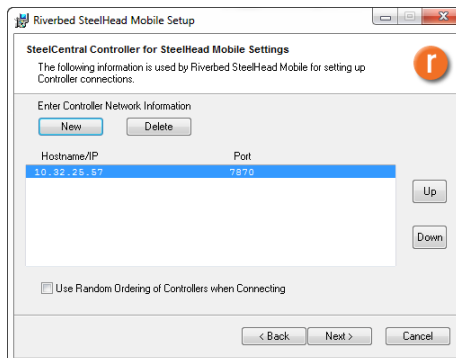 Riverbed SteelHead Mobile Setup
SteelCentral Controller for SteelHead Mobile Settings
The following information is used by Riverbed SteelHead Mobile for setting up
Controller connections.
r
Enter Controller Network Information
New Delete
Hostname/IP Port
10.32.25.57 7870
Up
Down
Use Random Ordering of Controllers when Connecting
< Back Next > Cancel